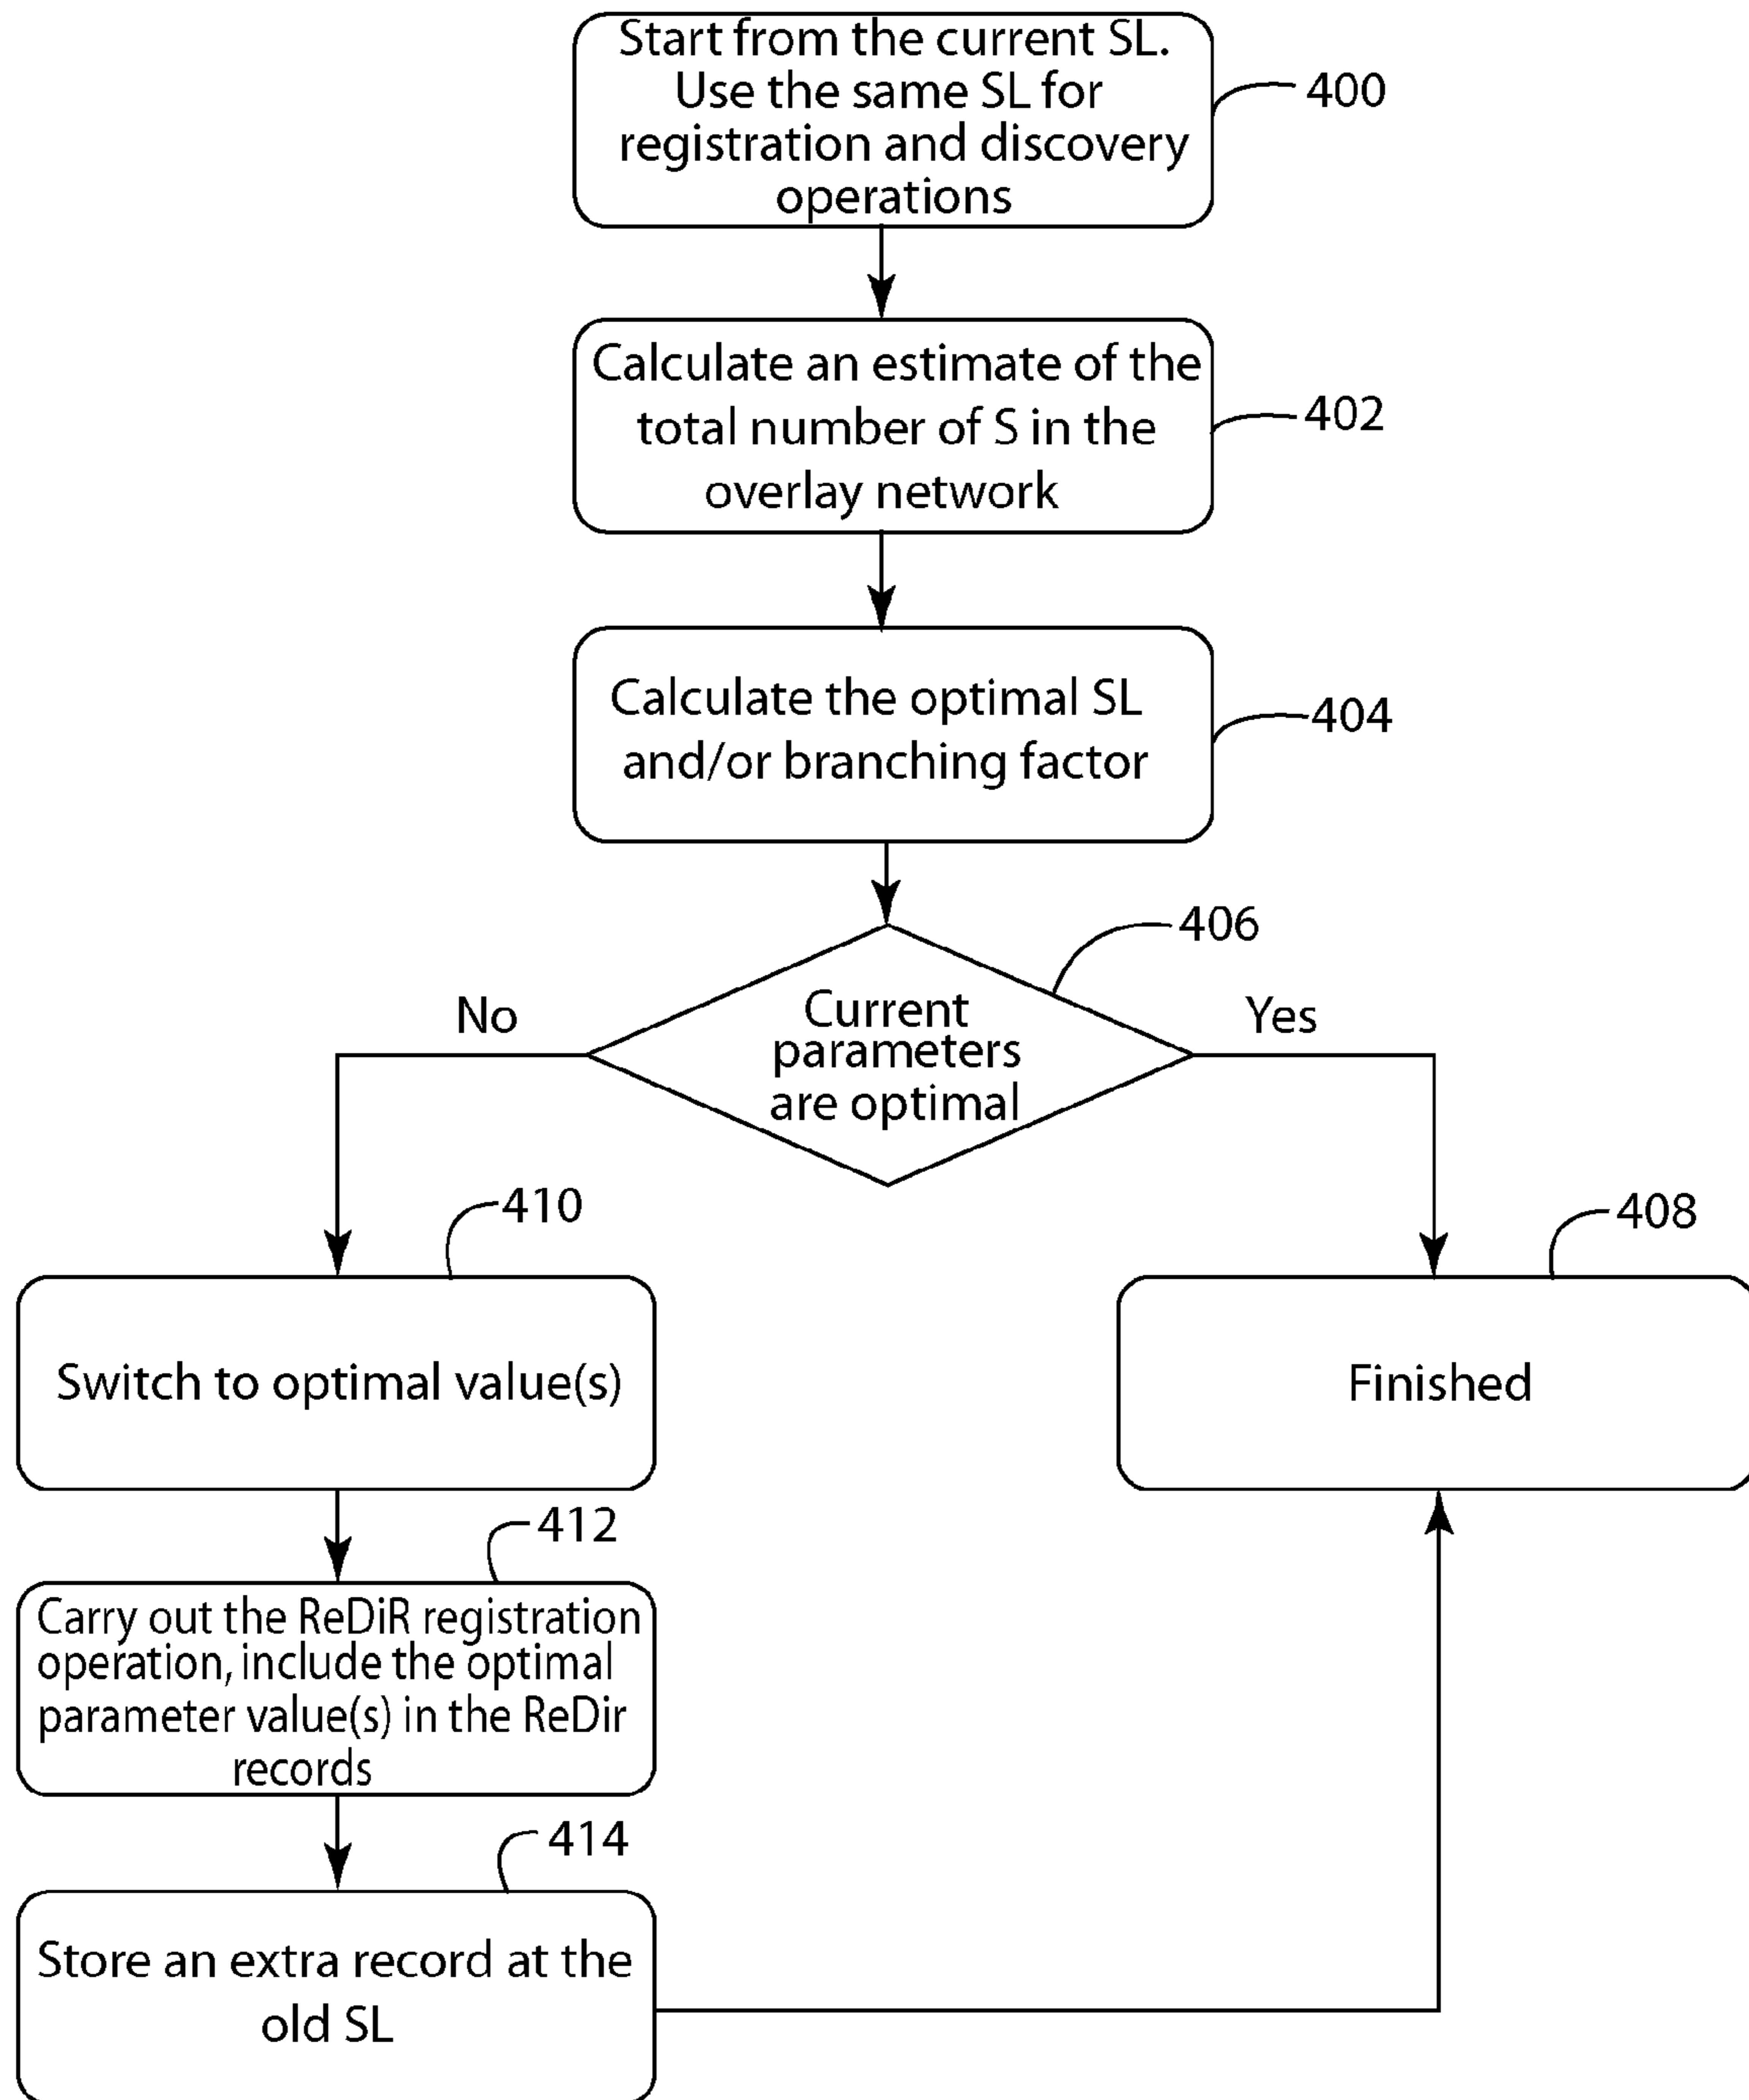 Start from the current SL.
Use the same SL for
registration and discovery
operations
400
Calculate an estimate of the
total number of S in the
overlay network
402
Calculate the optimal SL
and/or branching factor
404
406
Current
parameters
are optimal
No
Yes
410
408
Switch to optimal value(s)
Finished
412
Carry out the ReDiR registration
operation, include the optimal
parameter value(s) in the ReDir
records
414
Store an extra record at the
old SL